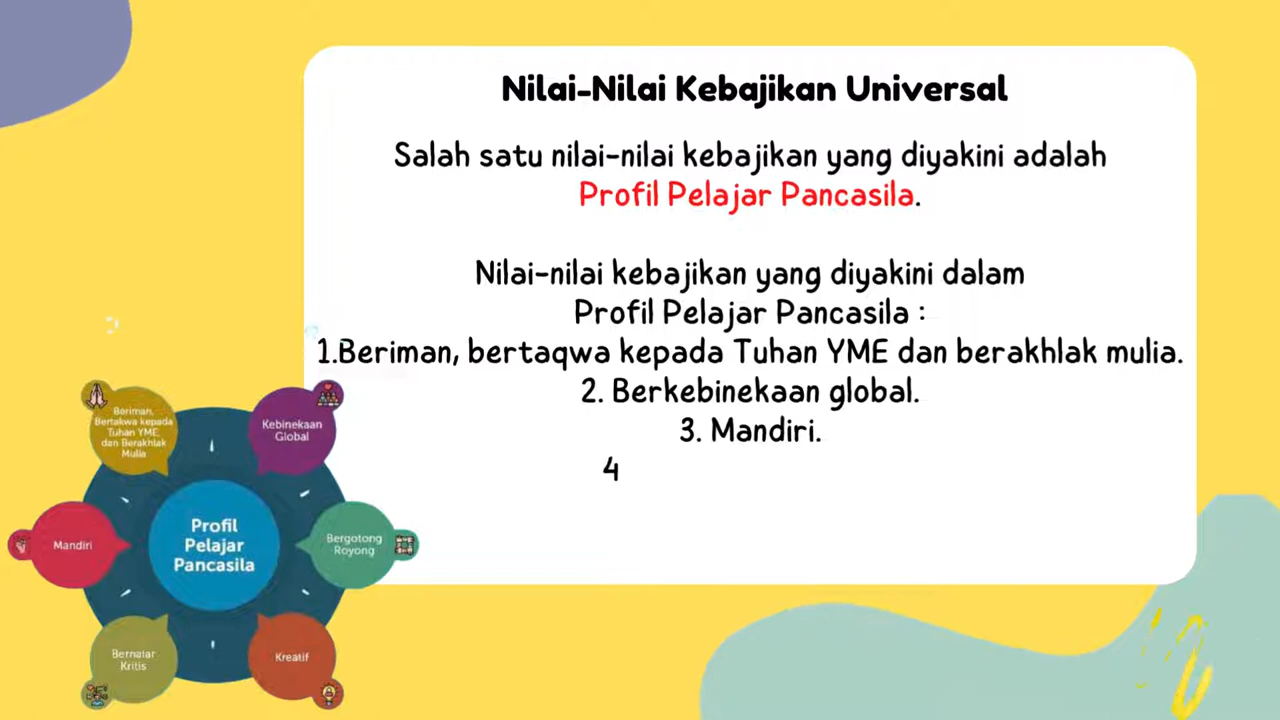 Nilai-Nilai Kebajikan Universal
Salah satu nilai-nilai kebajikan yang diyakini adalah
Profil Pelajar Pancasila.
Nilai-nilai kebajikan yang diyakini dalam
Profil Pelajar Pancasila :
1.Beriman, bertaqwa kepada Tuhan YME dan berakhlak mulia.
2. Berkebinekaan global.
3. Mandiri.
4
Beriman,
Bertakwa kepada
Tuhan YME,
dan Berakhlak
Mulia
Kebinekaan
Global
Mandiri
Profil
Pelajar
Pancasila
Bergotong
Royong
Bernalar
Kritis
Kreatif